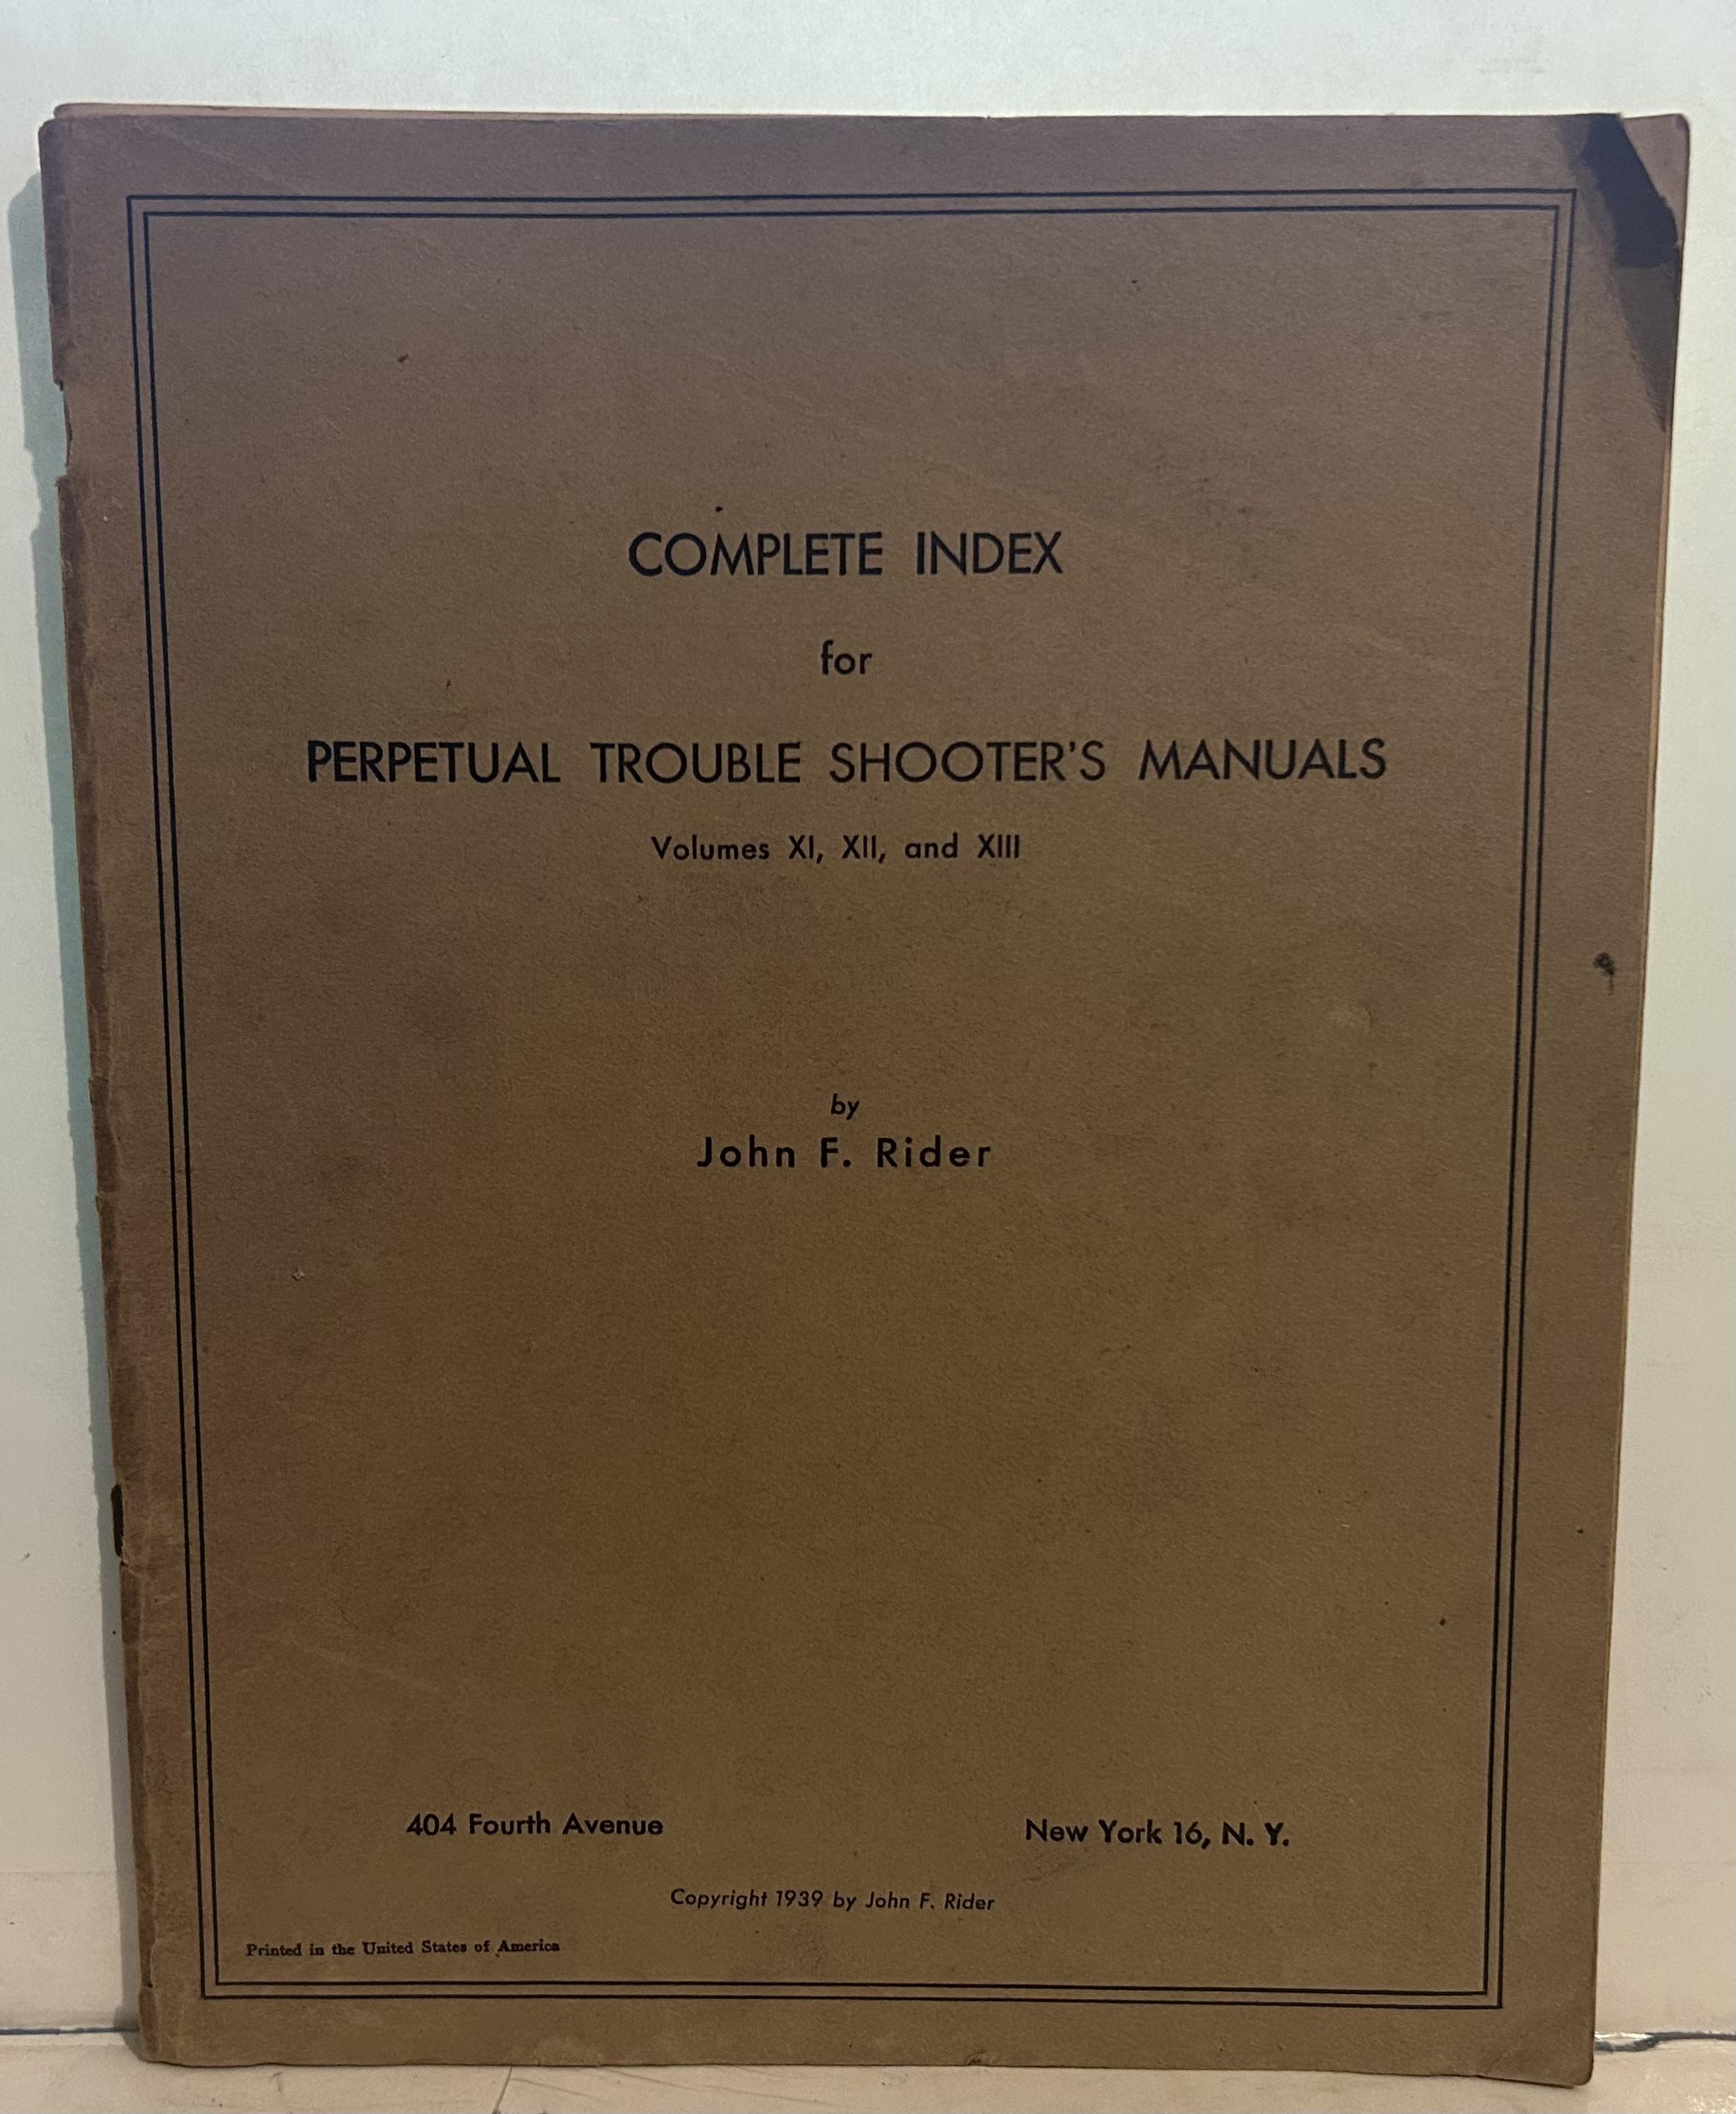 COMPLETE INDEX
for
PERPETUAL TROUBLE SHOOTER'S MANUALS
Volumes XI, XII, and XIII
by
John F. Rider
404 Fourth Avenue New York 16, N. Y.
Copyright 1939 by John F. Rider
Printed in the United States of America